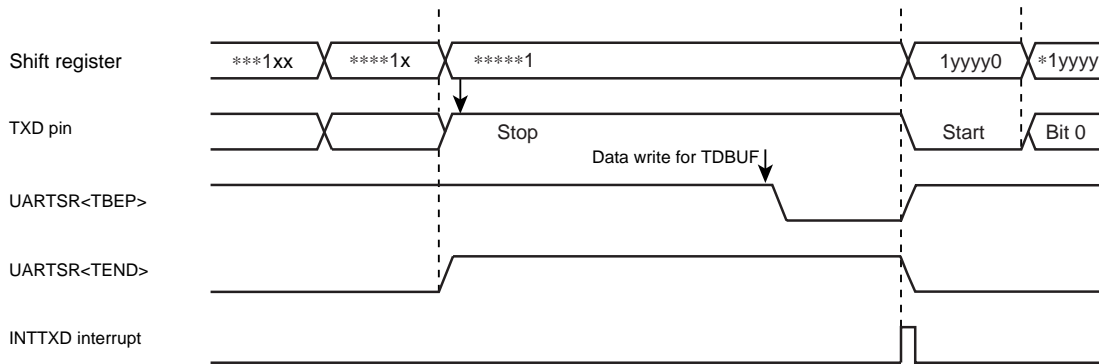 Shift register ***1xx ****1x *****1 1yyyy0 *1yyyy
TXD pin Stop Start Bit 0
Data write for TDBUF
UARTSR<TBEP>
UARTSR<TEND>
INTTXD interrupt